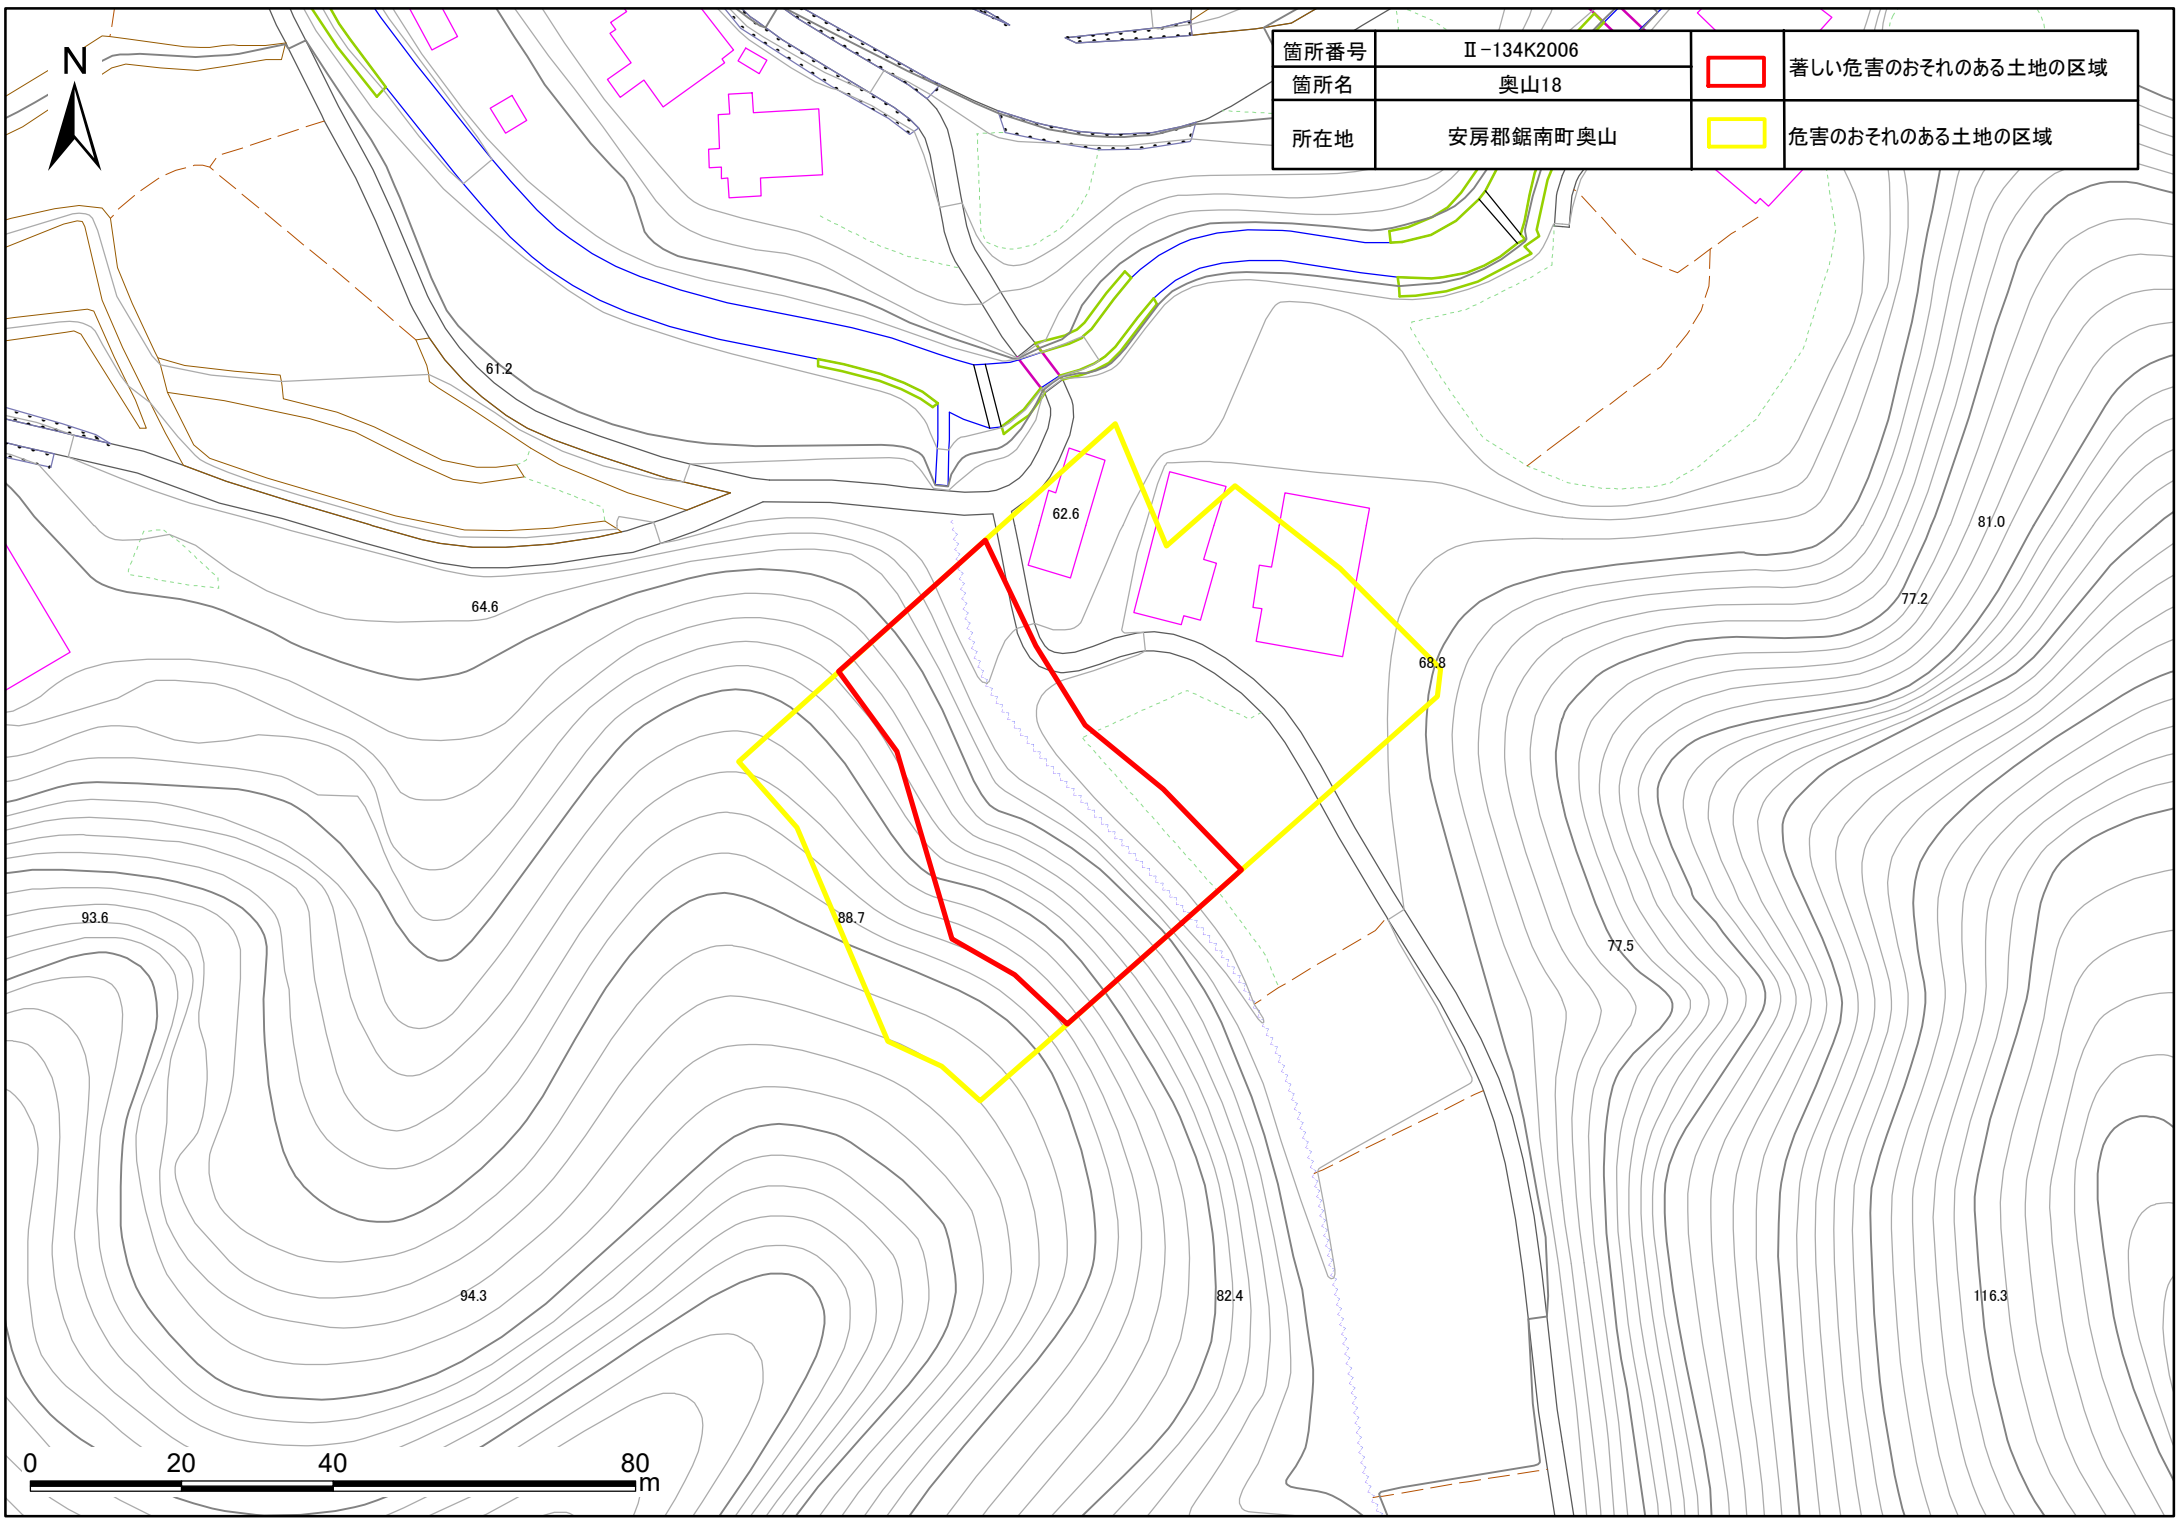 N
箇所番号 Ⅱ-134K2006 著しい危害のおそれのある土地の区域
箇所名 奥山18
所在地 安房郡鋸南町奥山 危害のおそれのある土地の区域
61.2
62.6
81.0
77.2
64.6
68.8
93.6
88.7
77.5
94.3
82.4
116.3
0 20 40 80
m